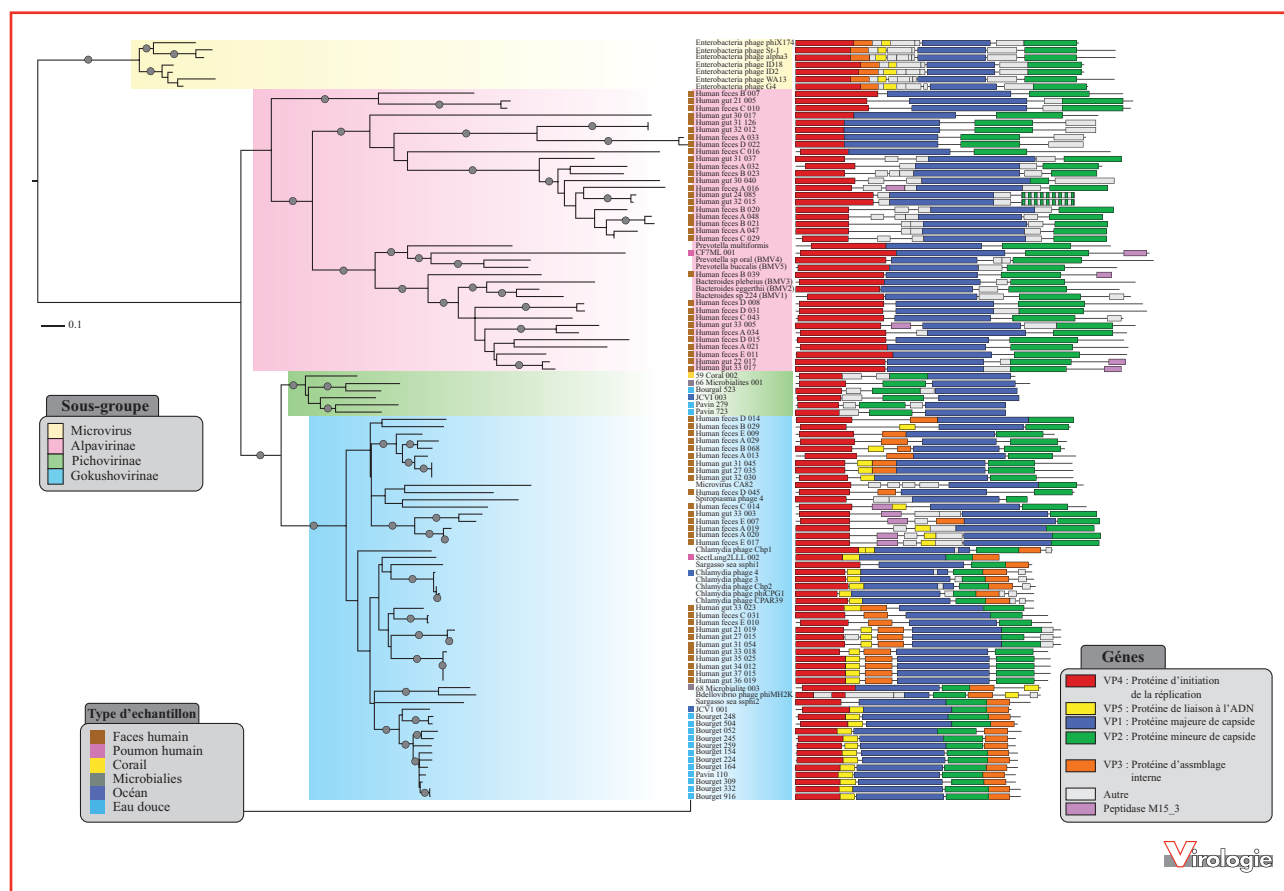 Enterobacteria phage phiX174
Enterobacteria phage St-1
Enterobacteria phage alpha3
Enterobacteria phage ID18
Enterobacteria phage ID2
Enterobacteria phage WA13
Enterobacteria phage G4
Human feces B 007
Human gut 21 005
Human feces C 010
Human gut 30 017
Human gut 31 126
Human gut 32 012
Human feces A 033
Human feces D 022
Human feces C 016
Human gut 31 037
Human feces A 032
Human feces B 023
Human gut 30 040
Human feces A 016
Human gut 24 085
Human gut 32 015
Human feces B 020
Human feces A 048
Human feces B 021
Human feces A 047
Human feces C 029
Prevotella multiformis
CF7ML 001
Prevotella sp oral (BMV4)
Prevotella buccalis (BMV5)
Human feces B 039
Bacteroides plebeius (BMV3)
Bacteroides eggerthii (BMV2)
Bacteroides sp 224 (BMV1)
Human feces D 008
Human feces D 031
Human feces C 043
Human gut 33 005
Human feces A 034
Human feces D 015
Human feces A 021
Human feces E 011
Human gut 22 017
Human gut 33 017
59 Coral 002
66 Microbialites 001
Bourgal 523
JCVI 003
Pavin 279
Pavin 723
Human feces D 014
Human feces B 029
Human feces E 009
Human feces A 029
Human feces B 068
Human feces A 013
Human gut 31 045
Human gut 27 035
Human gut 32 030
Microvirus CA82
Human feces D 045
Spiroplasma phage 4
Human feces C 014
Human gut 33 003
Human feces E 007
Human feces A 019
Human feces A 020
Human feces E 017
Chlamydia phage Chp1
SectLung2LLL 002
Sargasso sea ssphi1
Chlamydia phage 4
Chlamydia phage 3
Chlamydia phage Chp2
Chlamydia phage phiCPG1
Chlamydia phage CPAR39
Human gut 33 023
Human feces C 031
Human feces E 010
Human gut 21 019
Human gut 27 015
Human gut 31 054
Human gut 33 018
Human gut 35 025
Human gut 34 012
Human gut 37 015
Human gut 36 019
68 Microbialite 003
Bdellovibrio phage phiMH2K
Sargasso sea ssphi2
JCV1 001
Bourget 248
Bourget 504
Bourget 052
Bourget 245
Bourget 259
Bourget 154
Bourget 224
Bourget 164
Pavin 110
Bourget 309
Bourget 332
Bourget 916
0.1
Sous-groupe
Microvirus
Alpavirinae
Pichovirinae
Gokushovirinae
Type d'echantillon
Faces humain
Poumon humain
Corail
Microbialies
Océan
Eau douce
Génes
VP4 : Protéine d'initiation
de la réplication
VP5 : Protéine de liaison à l'ADN
VP1 : Protéine majeure de capside
VP2 : Protéine mineure de capside
VP3 : Protéine d'assmblage
interne
Autre
Peptidase M15_3
Virologie